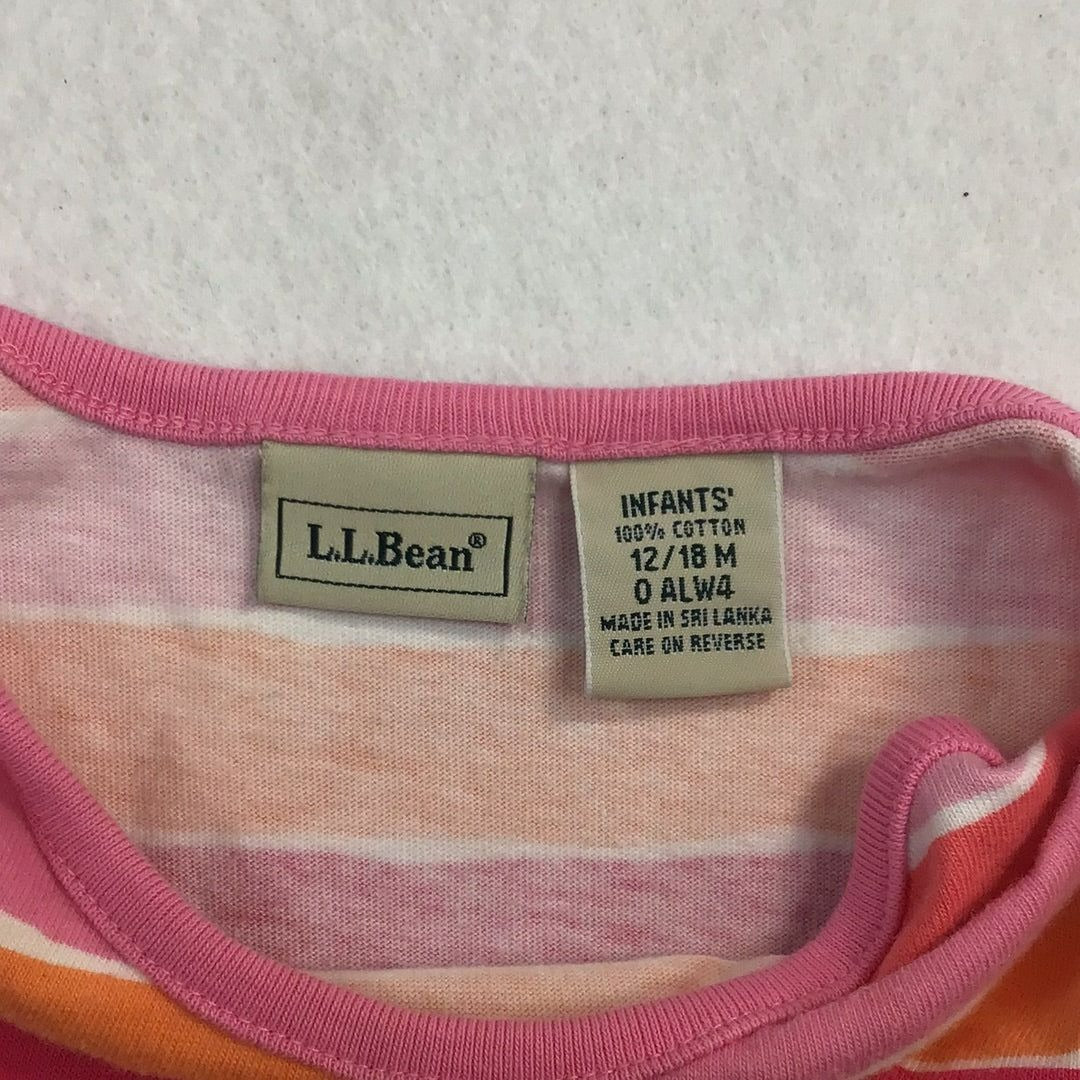 L.L.Bean®
INFANTS'
100% COTTON
12/18 M
0 ALW4
MADE IN SRI LANKA
CARE ON REVERSE